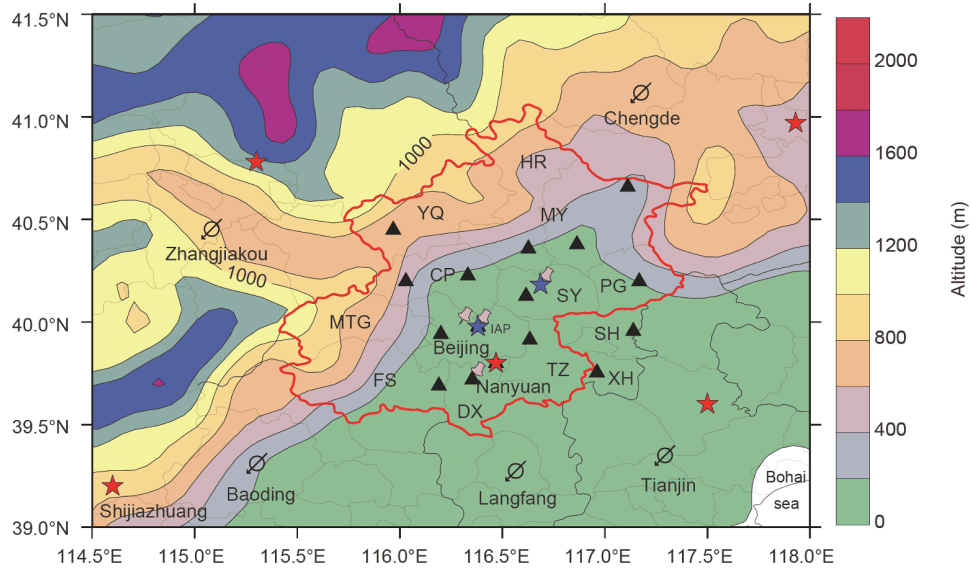 41.5°N
2000
41.0°N
Chengde
1000
HR
1600
40.5°N
YQ
MY
Zhangjiakou
1200
1000
CP
SY
PG
Altitude (m)
40.0°N
MTG
IAP
SH
Beijing
800
FS
Nanyuan
TZ
XH
DX
39.5°N
400
Baoding
Langfang
Tianjin
Bohai
sea
Shijiazhuang
39.0°N
0
114.5°E 115.0°E 115.5°E 116.0°E 116.5°E 117.0°E 117.5°E 118.0°E